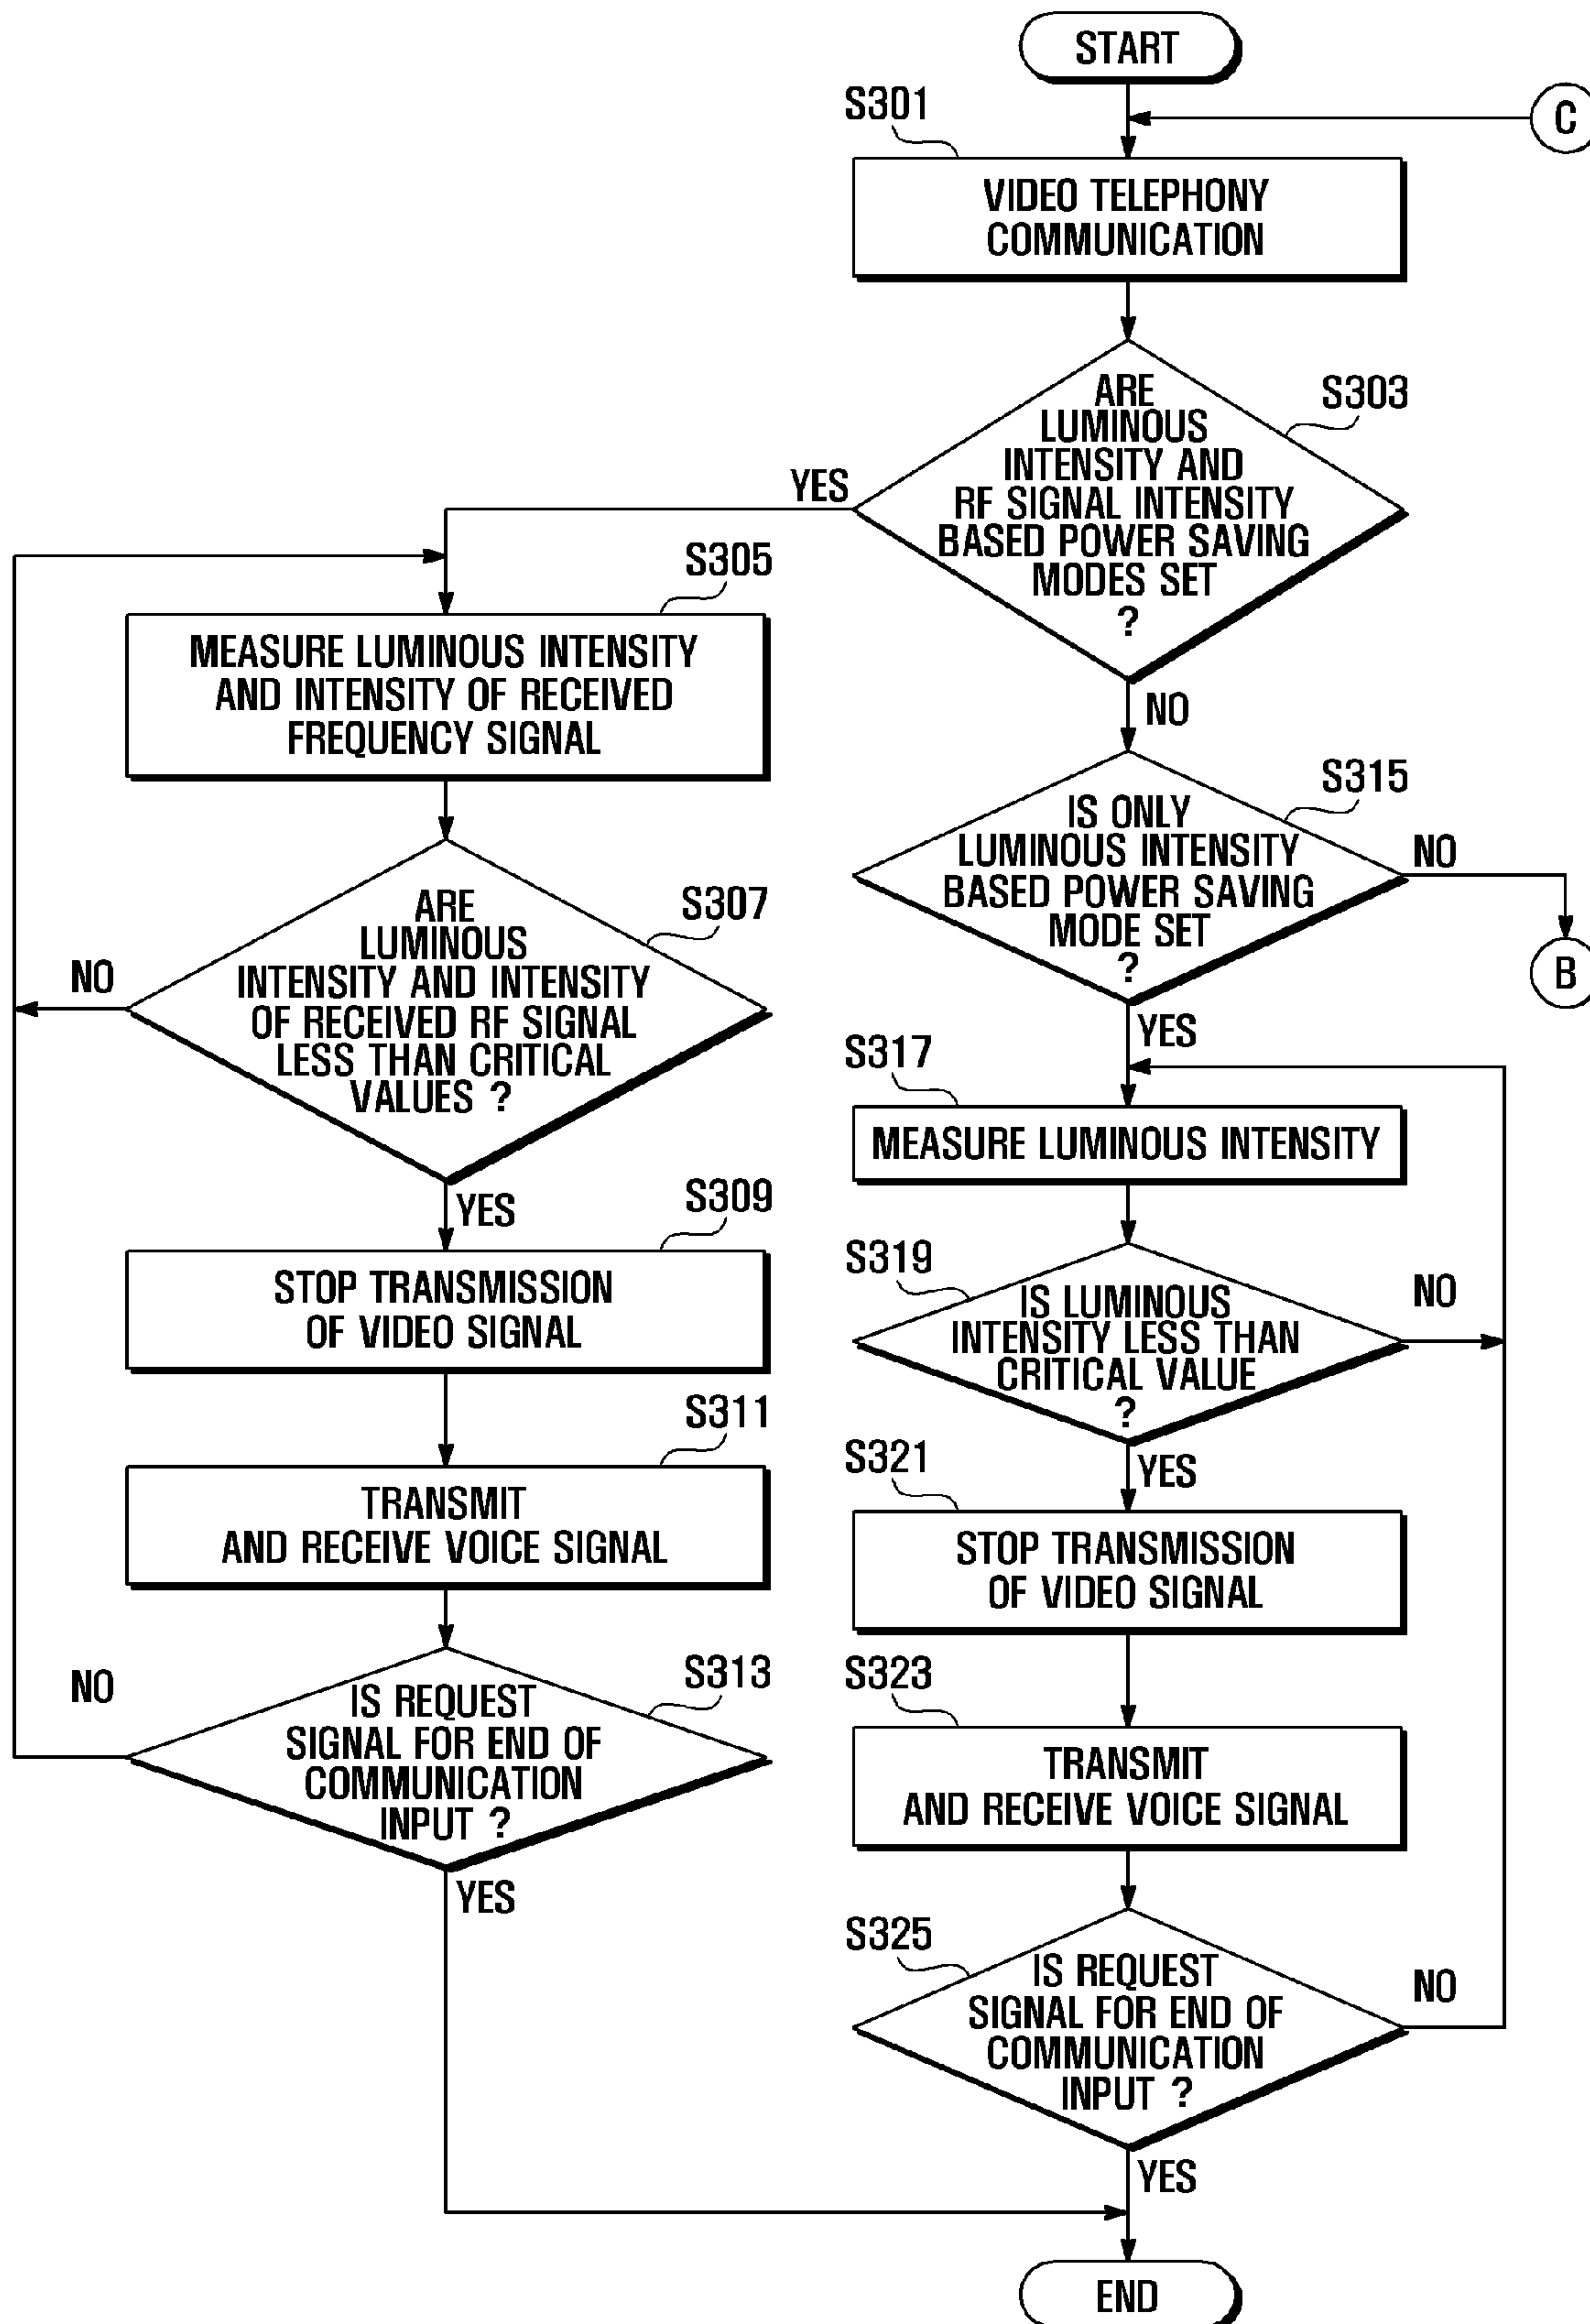 START
C
S301
VIDEO TELEPHONY
COMMUNICATION
S303
ARE
LUMINOUS
INTENSITY AND
RF SIGNAL INTENSITY
BASED POWER SAVING
MODES SET
?
YES
NO
S305
MEASURE LUMINOUS INTENSITY
AND INTENSITY OF RECEIVED
FREQUENCY SIGNAL
S307
ARE
LUMINOUS
INTENSITY AND INTENSITY
OF RECEIVED RF SIGNAL
LESS THAN CRITICAL
VALUES ?
NO
YES
S309
STOP TRANSMISSION
OF VIDEO SIGNAL
S311
TRANSMIT
AND RECEIVE VOICE SIGNAL
S313
IS REQUEST
SIGNAL FOR END OF
COMMUNICATION
INPUT ?
NO
YES
S315
IS ONLY
LUMINOUS INTENSITY
BASED POWER SAVING
MODE SET
?
NO
B
YES
S317
MEASURE LUMINOUS INTENSITY
S319
IS LUMINOUS
INTENSITY LESS THAN
CRITICAL VALUE
?
NO
YES
S321
STOP TRANSMISSION
OF VIDEO SIGNAL
S323
TRANSMIT
AND RECEIVE VOICE SIGNAL
S325
IS REQUEST
SIGNAL FOR END OF
COMMUNICATION
INPUT ?
NO
YES
END